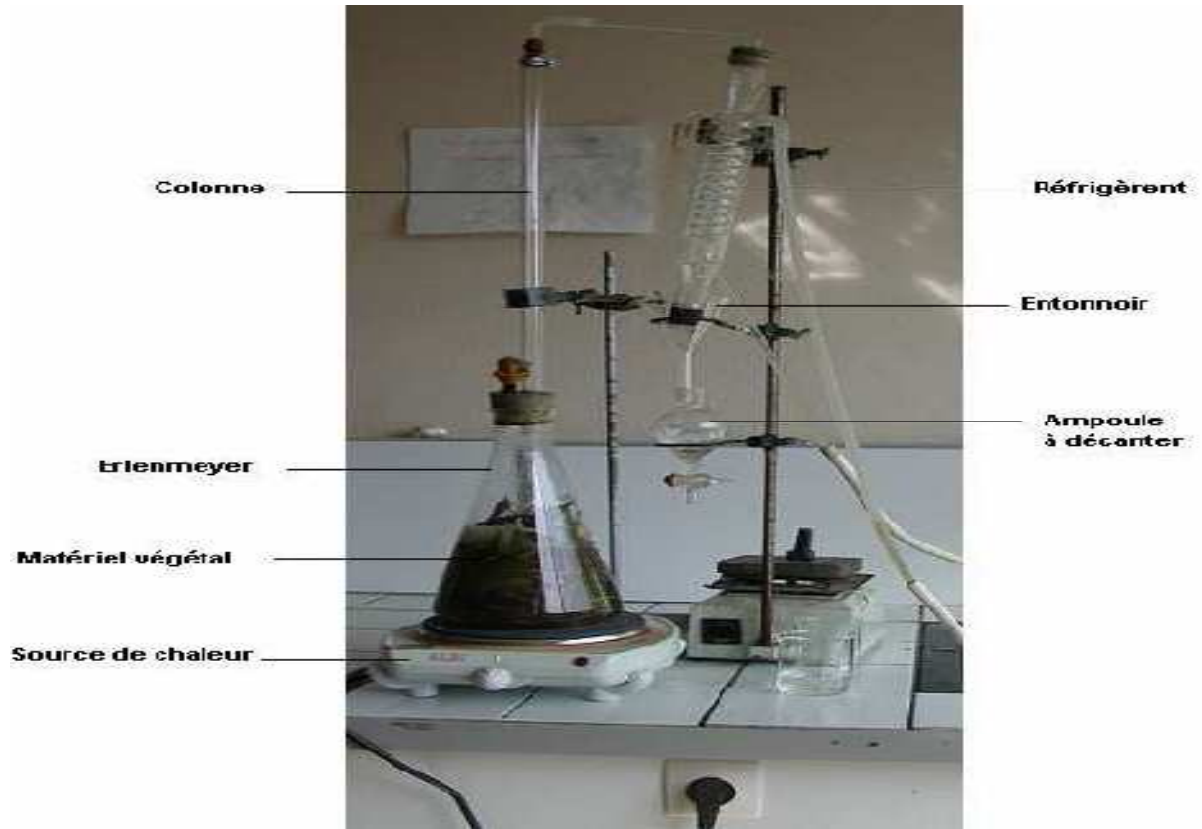 Colonne
Réfrigèrent
Entonnoir
Ampoule
à décanter
Erlenmeyer
Matériel végétal
Source de chaleur